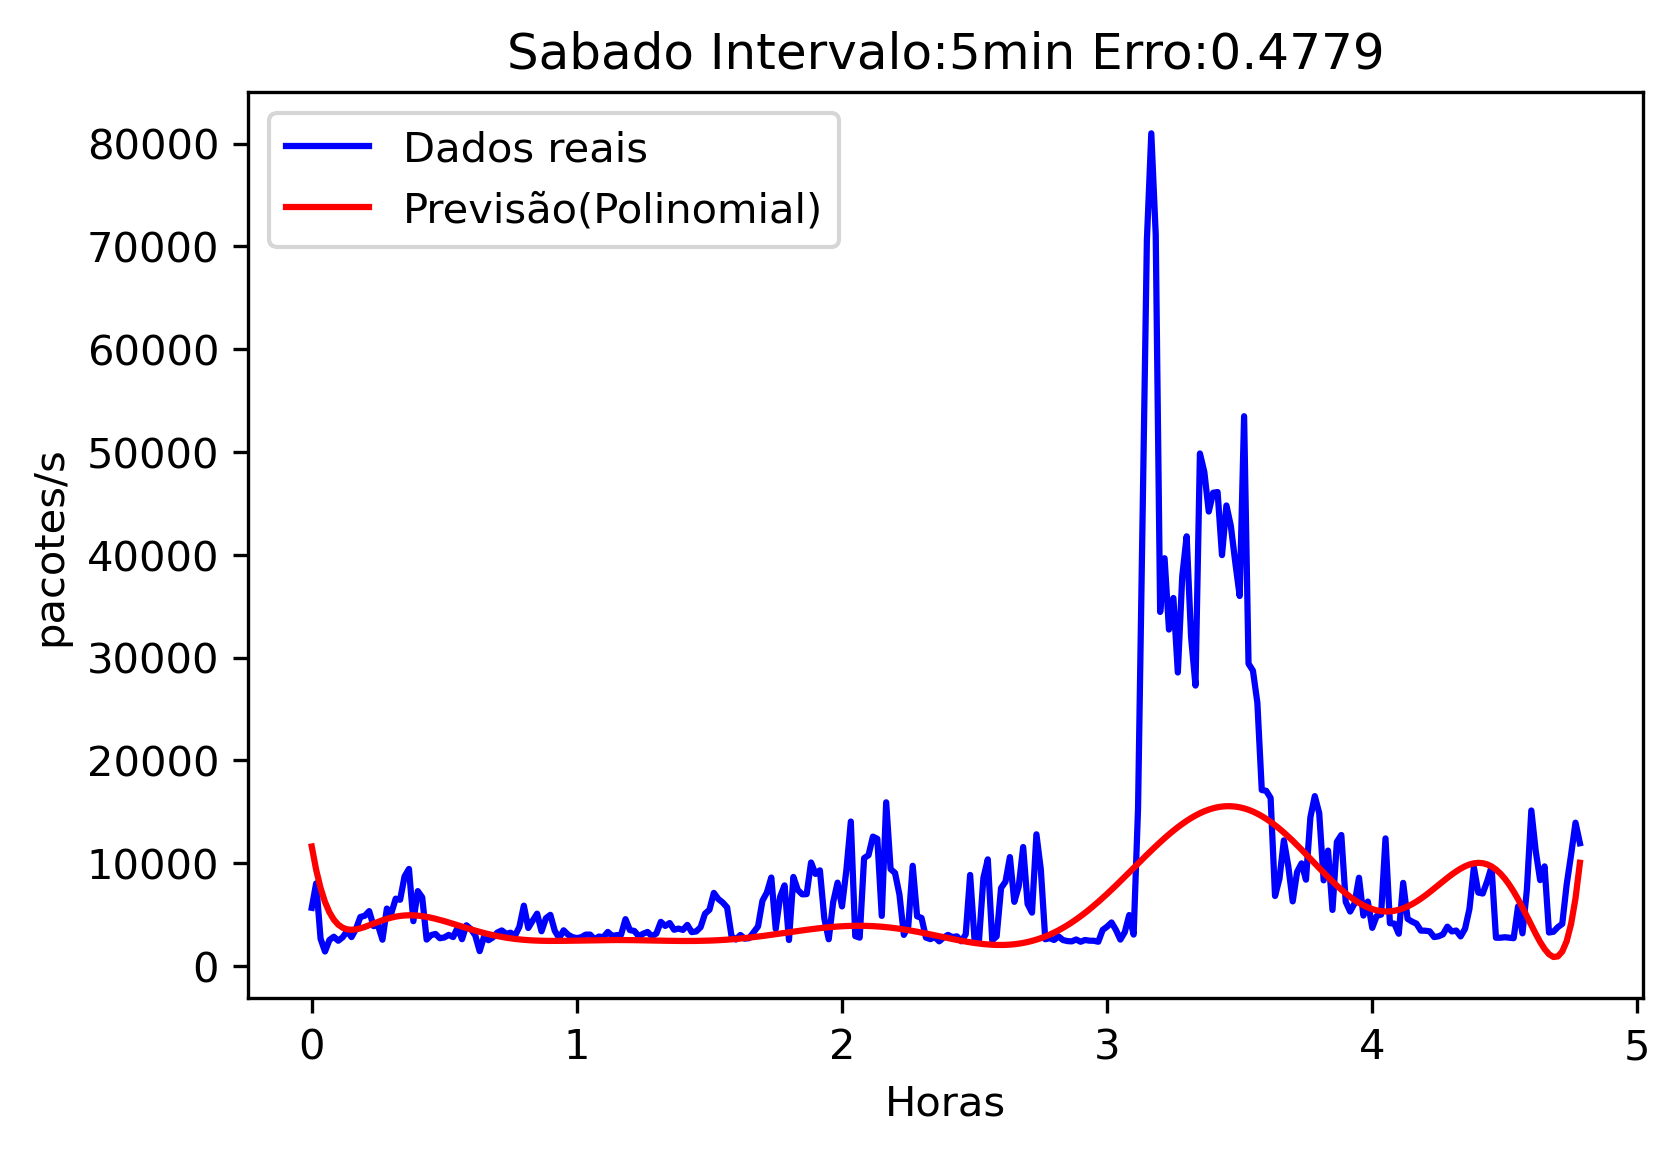 Sabado Intervalo:5min Erro:0.4779
Dados reais
Previsão(Polinomial)
80000
70000
60000
50000
40000
30000
20000
10000
0
pacotes/s
0 1 2 3 4 5
Horas